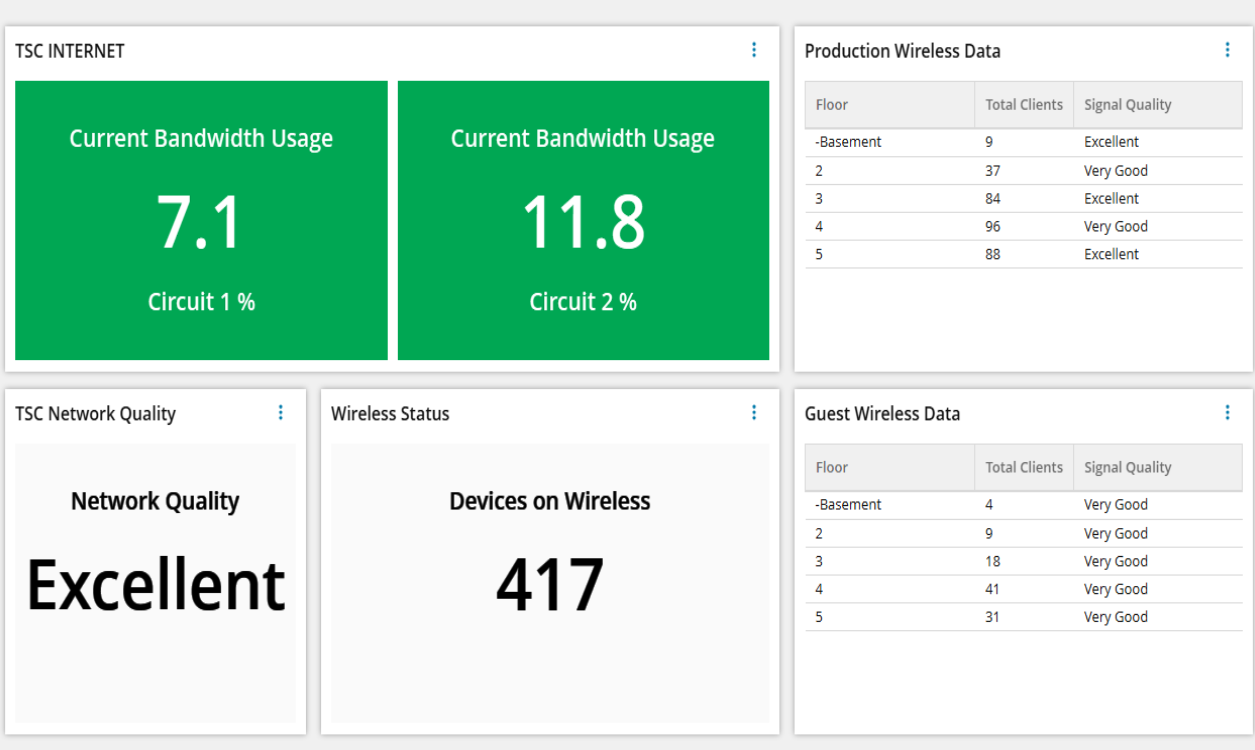 TSC INTERNET
Current Bandwidth Usage
7.1
Circuit 1 %
Current Bandwidth Usage
11.8
Circuit 2 %
Production Wireless Data
Floor Total Clients Signal Quality
-Basement 9 Excellent
2 37 Very Good
3 84 Excellent
4 96 Very Good
5 88 Excellent
TSC Network Quality
Network Quality
Excellent
Wireless Status
Devices on Wireless
417
Guest Wireless Data
Floor Total Clients Signal Quality
-Basement 4 Very Good
2 9 Very Good
3 18 Very Good
4 41 Very Good
5 31 Very Good